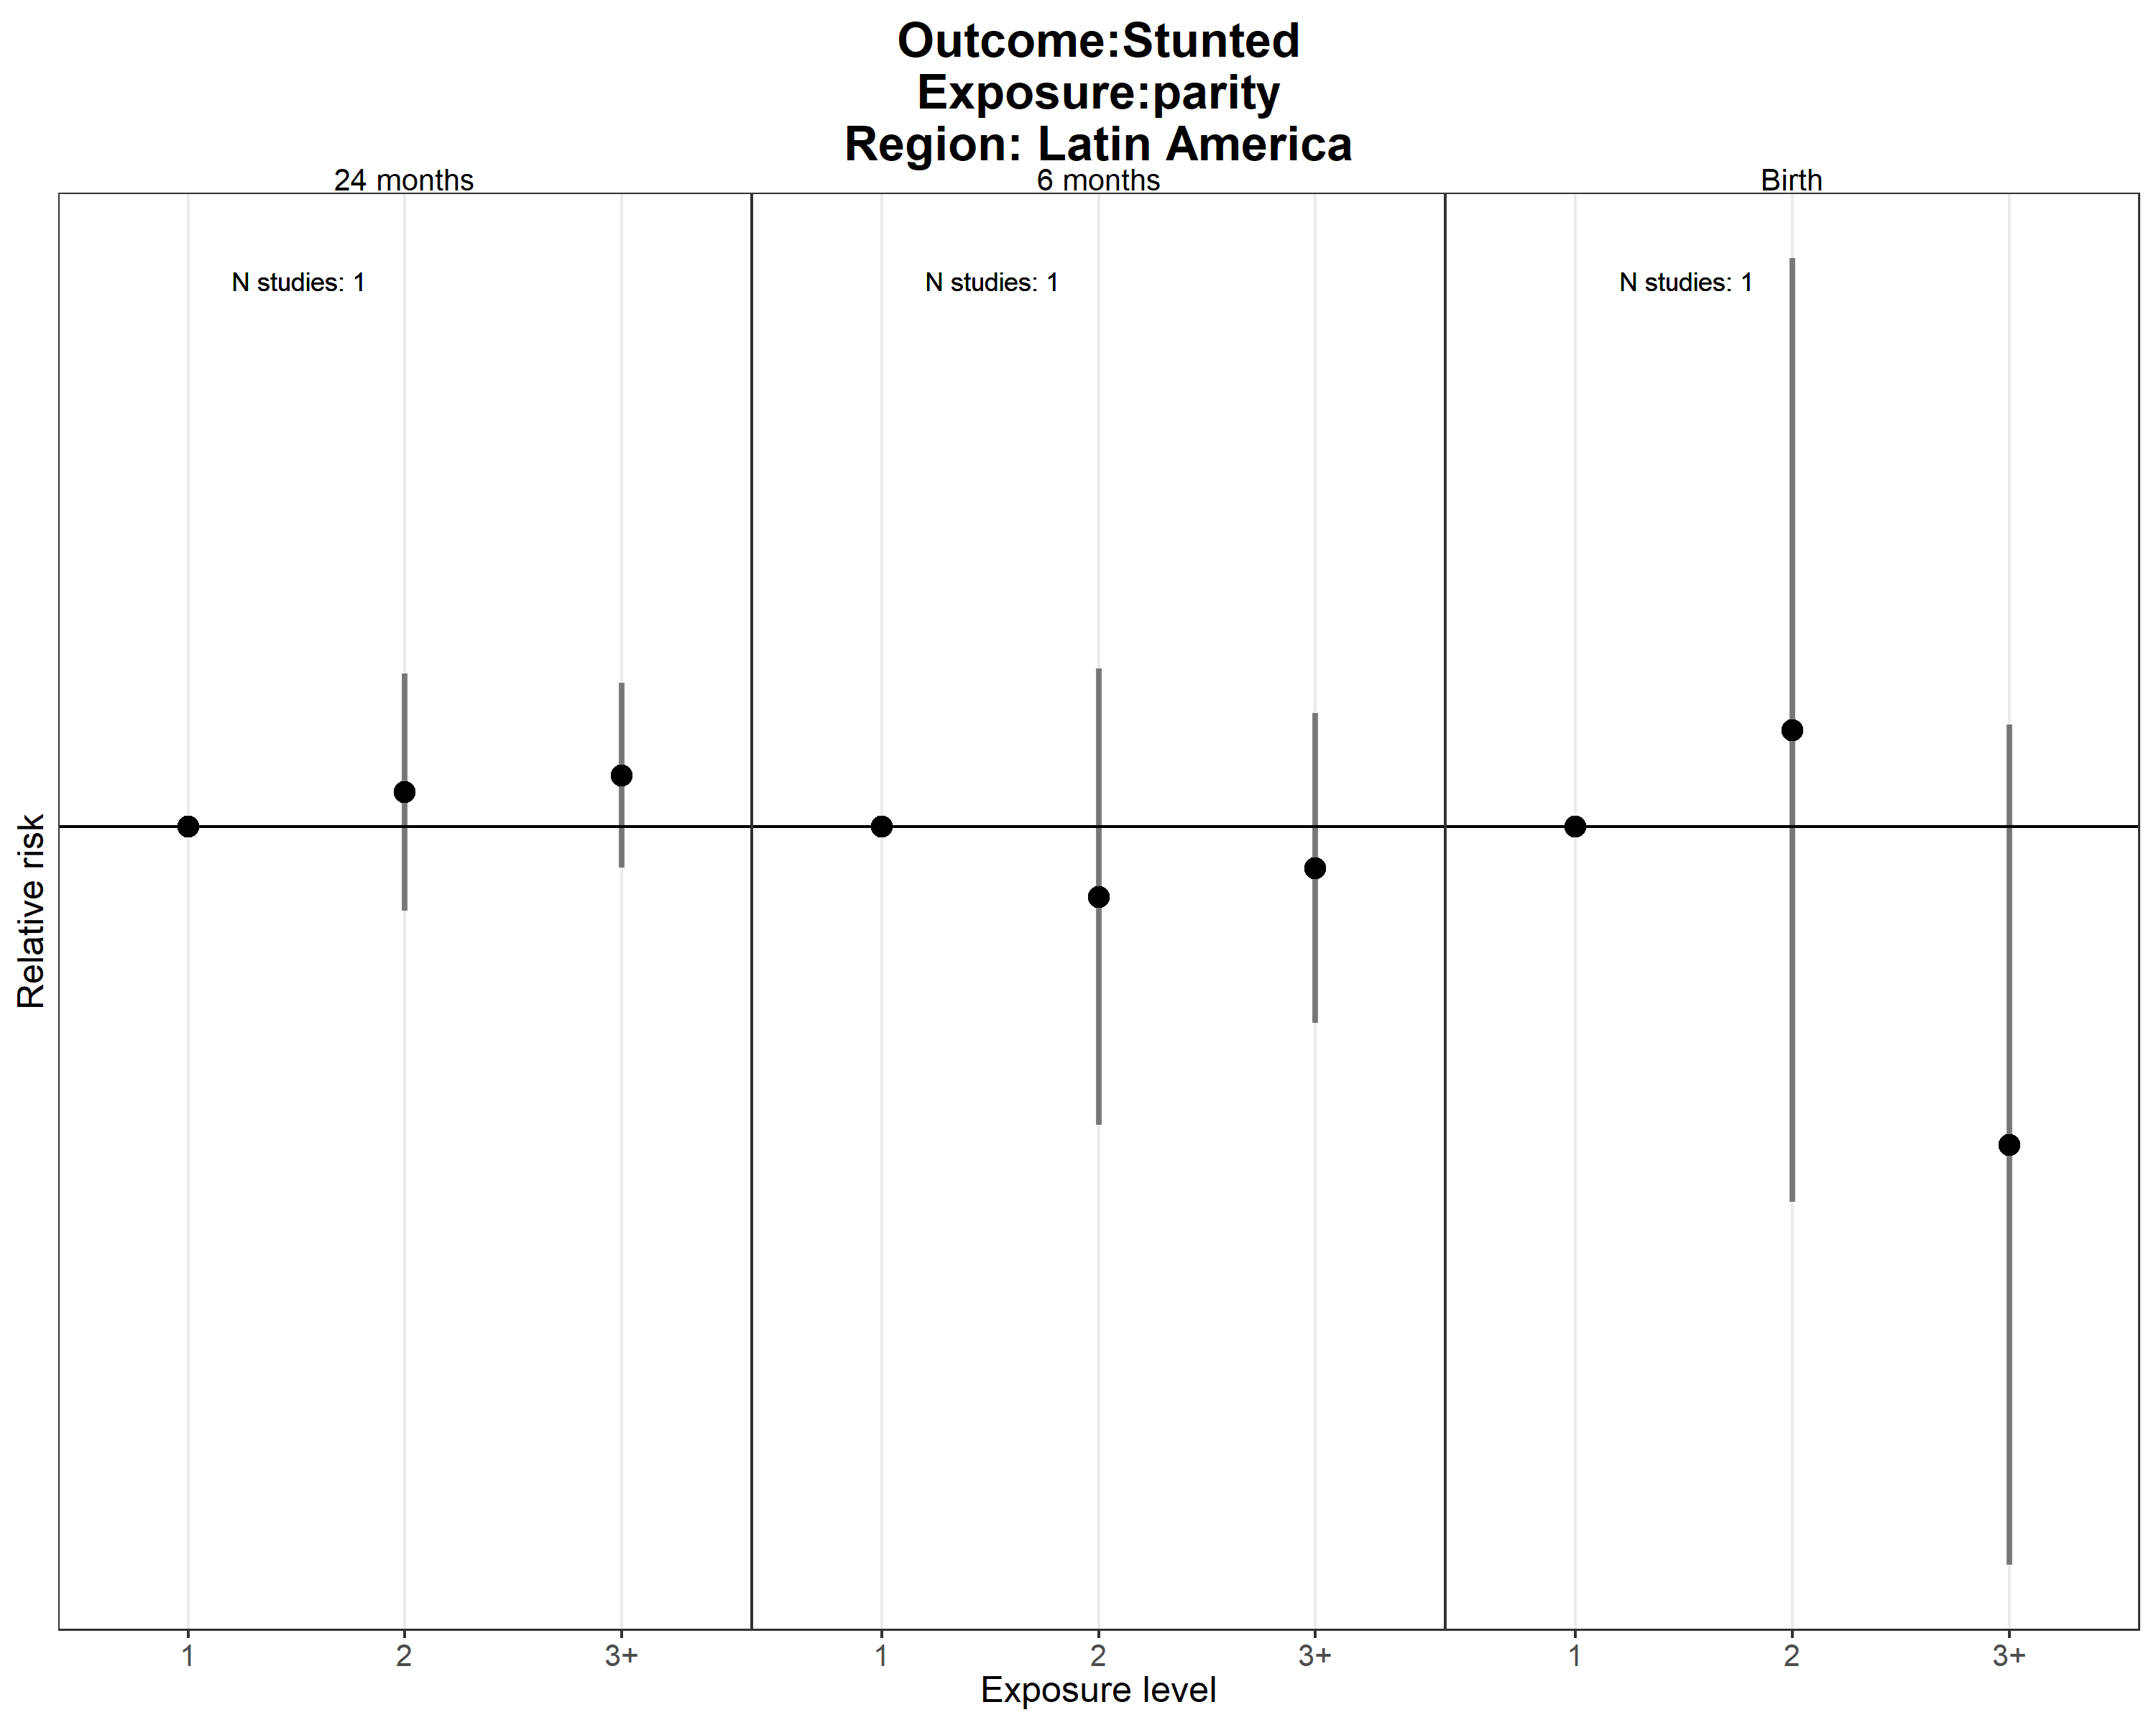 Outcome:Stunted
Exposure:parity
Region: Latin America
24 months
6 months
Birth
N studies: 1
N studies: 1
N studies: 1
Relative risk
1
2
3+
1
2
3+
1
2
3+
Exposure level